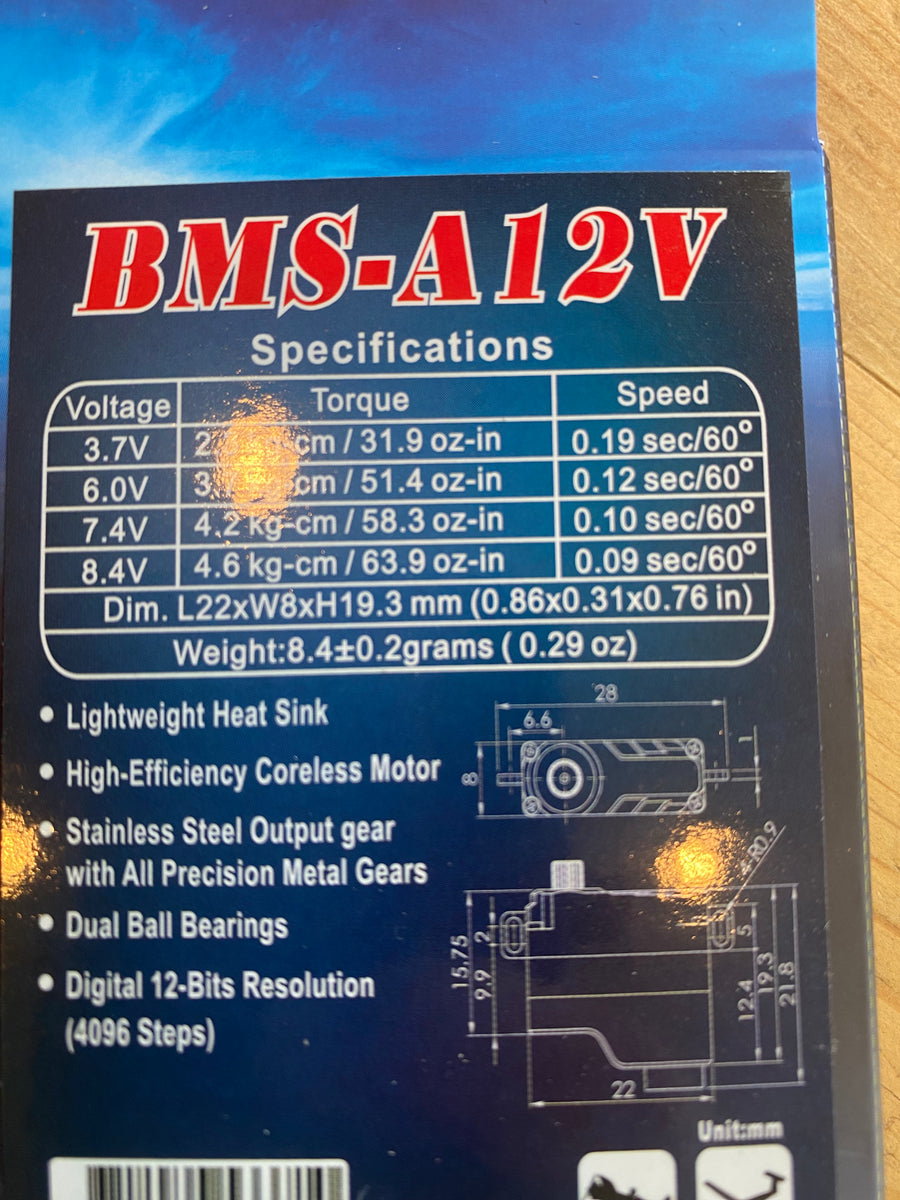 BMS-A12V
Specifications
Voltage Torque Speed
3.7V cm / 31.9 oz-in 0.19 sec/60°
6.0V cm / 51.4 oz-in 0.12 sec/60°
7.4V 4.2 kg-cm / 58.3 oz-in 0.10 sec/60°
8.4V 4.6 kg-cm / 63.9 oz-in 0.09 sec/60°
Dim. L22xW8xH19.3 mm (0.86x0.31x0.76 in)
Weight:8.4±0.2grams ( 0.29 oz)
• Lightweight Heat Sink
• High-Efficiency Coreless Motor
• Stainless Steel Output gear
with All Precision Metal Gears
• Dual Ball Bearings
• Digital 12-Bits Resolution
(4096 Steps)
28
6.6
1
8
4-R0.9
15.75
9.9
2
5
12.4
19.3
21.8
22
Unit:mm